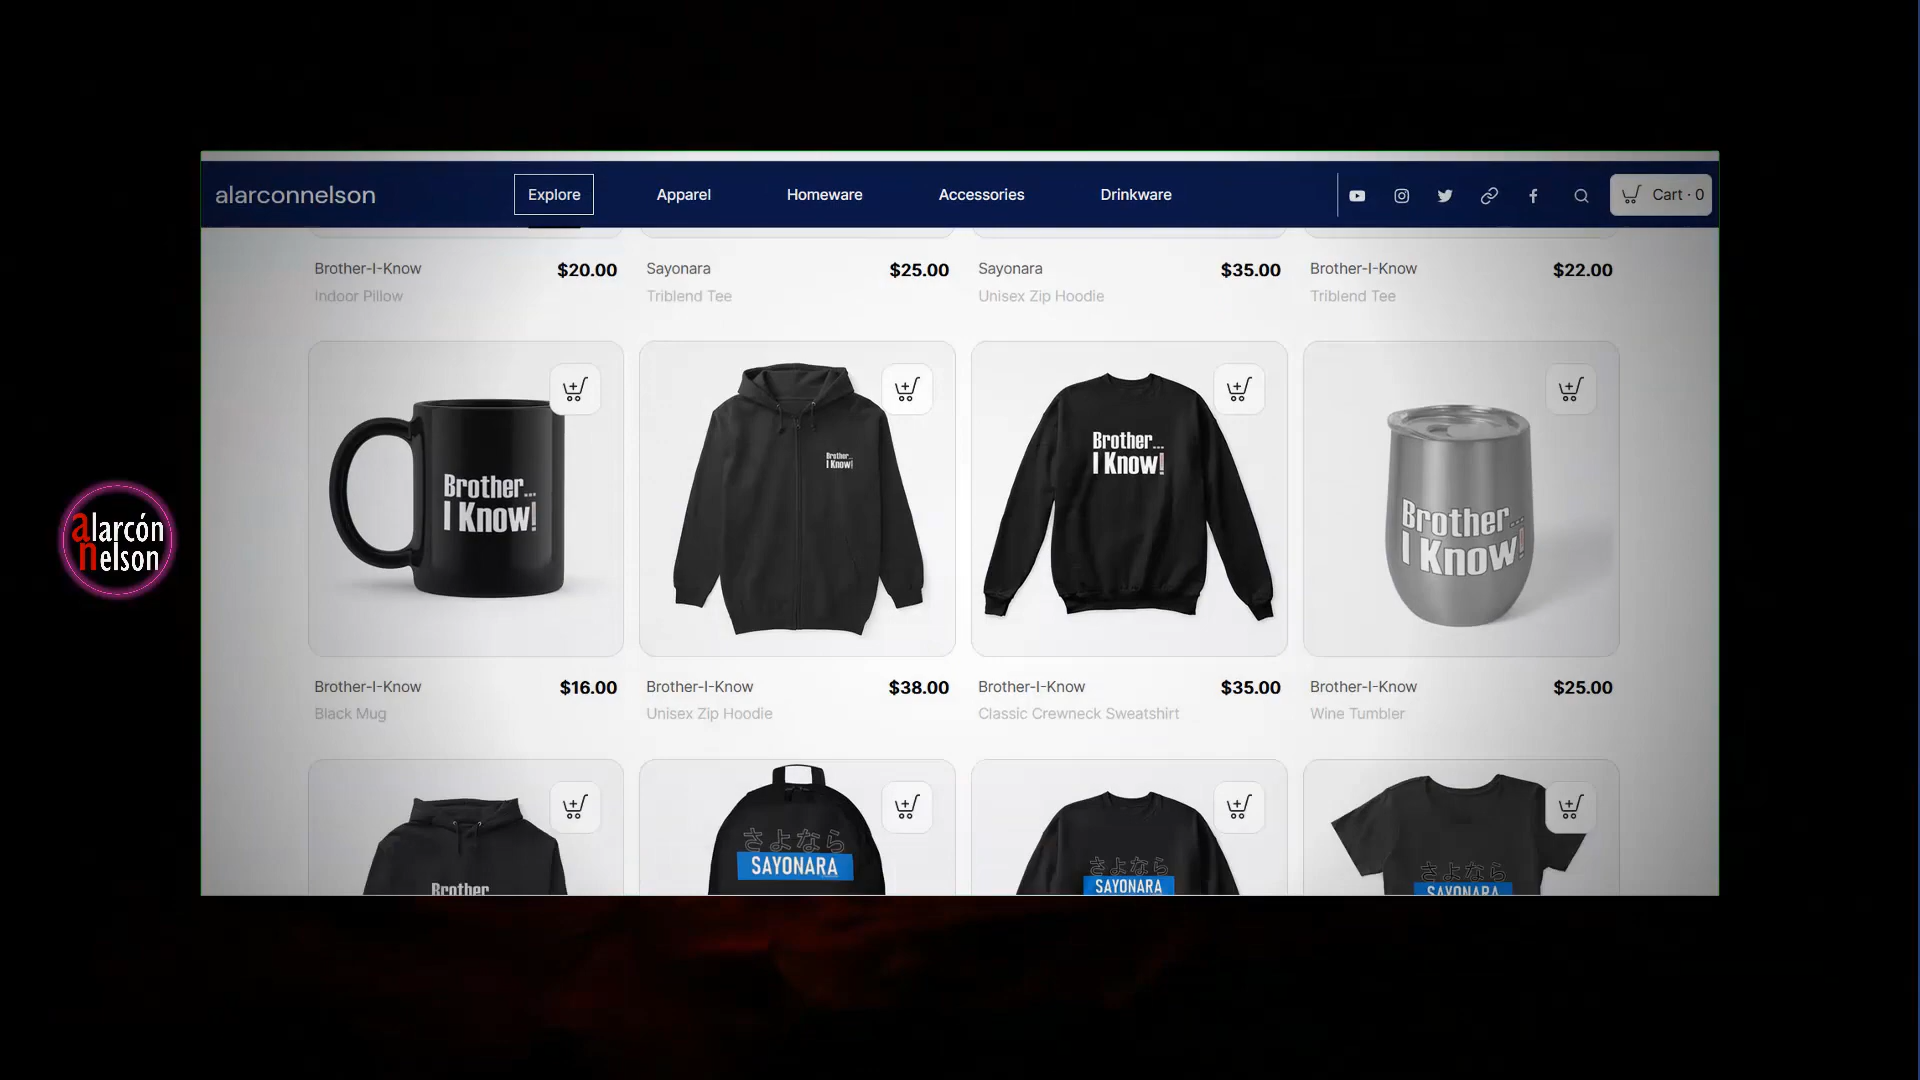 alarconnelson
Explore
Apparel
Homeware
Accessories
Drinkware
Cart · 0
Brother-I-Know
$20.00
Indoor Pillow
Sayonara
$25.00
Triblend Tee
Sayonara
$35.00
Unisex Zip Hoodie
Brother-I-Know
$22.00
Triblend Tee
Brother...
I Know!
Brother...
I Know!
Brother...
I Know!
Brother...
I Know!
alarcón
nelson
Brother-I-Know
$16.00
Black Mug
Brother-I-Know
$38.00
Unisex Zip Hoodie
Brother-I-Know
$35.00
Classic Crewneck Sweatshirt
Brother-I-Know
$25.00
Wine Tumbler
Brother
さよなら
SAYONARA
さよなら
SAYONARA
さよなら
SAYONARA